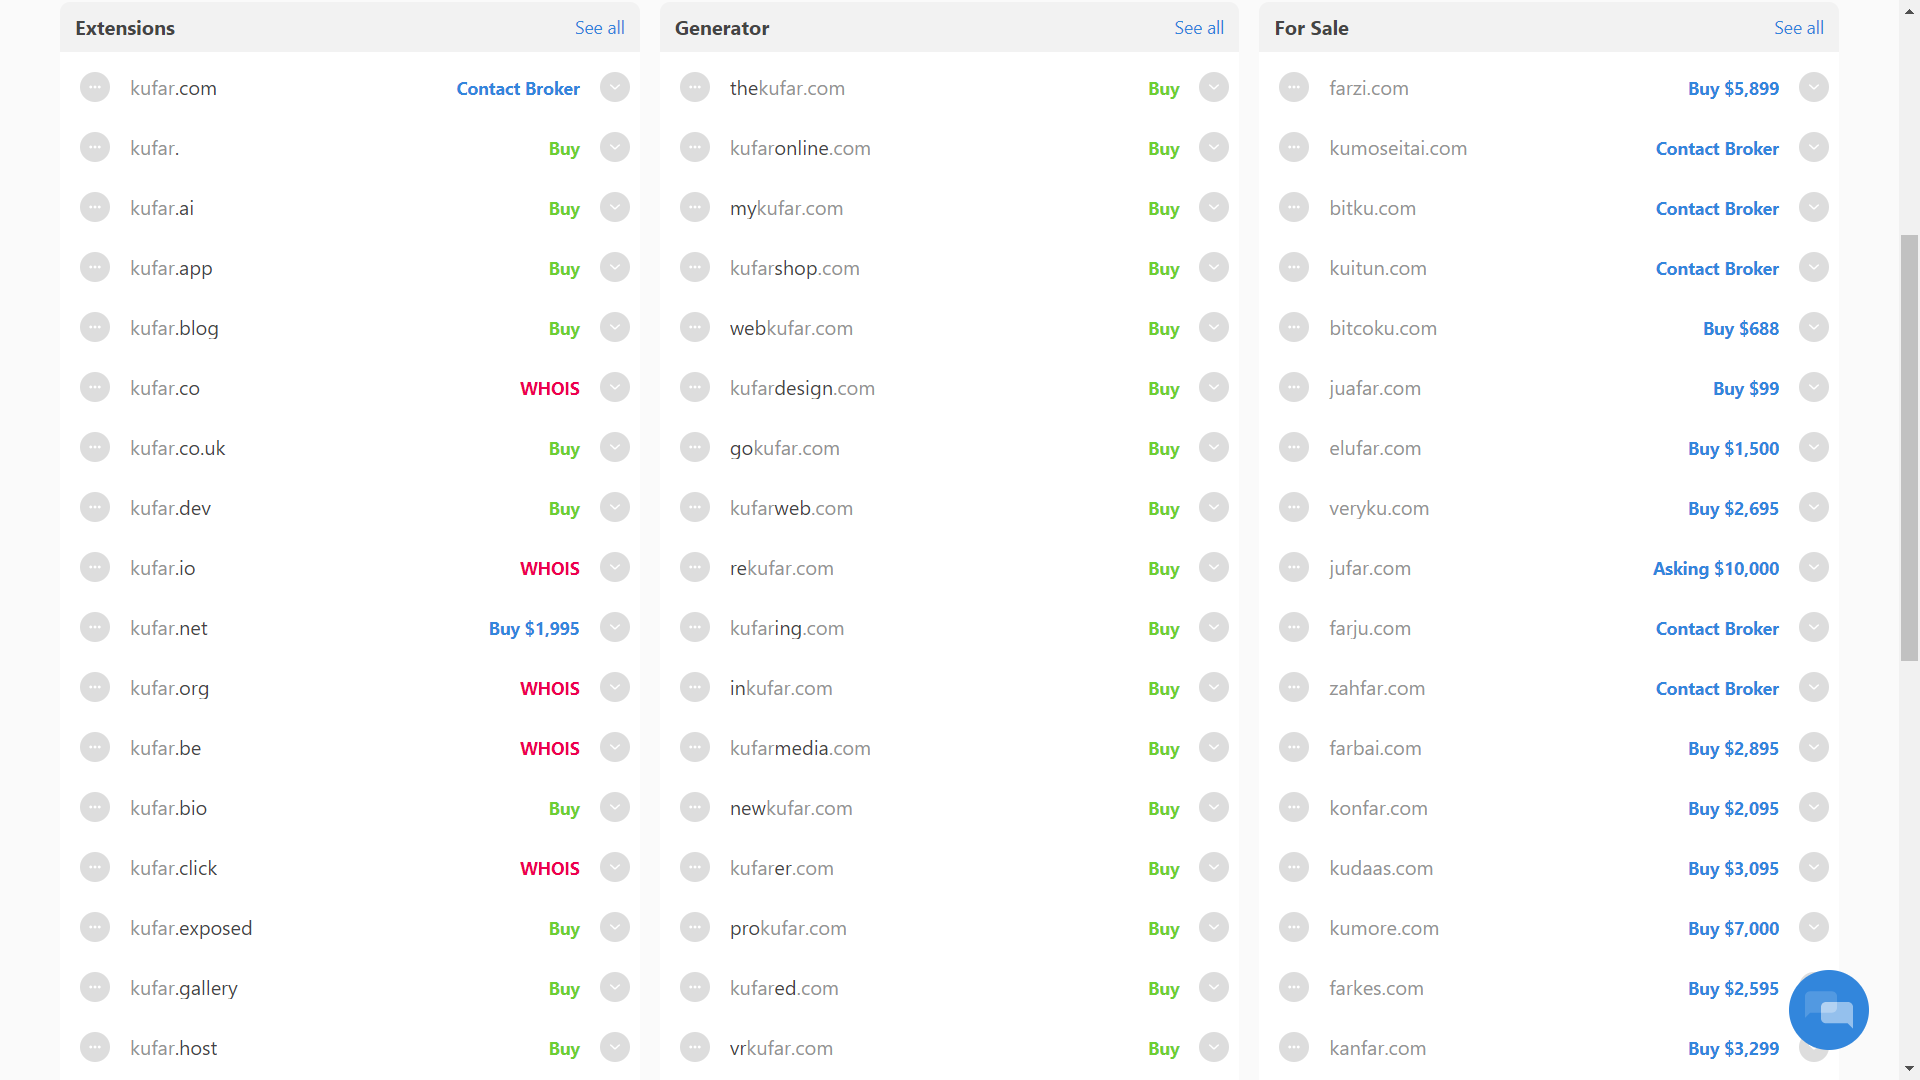 Extensions See all
kufar.com Contact Broker
kufar. Buy
kufar.ai Buy
kufar.app Buy
kufar.blog Buy
kufar.co WHOIS
kufar.co.uk Buy
kufar.dev Buy
kufar.io WHOIS
kufar.net Buy $1,995
kufar.org WHOIS
kufar.be WHOIS
kufar.bio Buy
kufar.click WHOIS
kufar.exposed Buy
kufar.gallery Buy
kufar.host Buy
Generator See all
thekufar.com Buy
kufaronline.com Buy
mykufar.com Buy
kufarshop.com Buy
webkufar.com Buy
kufardesign.com Buy
gokufar.com Buy
kufarweb.com Buy
rekufar.com Buy
kufaring.com Buy
inkufar.com Buy
kufarmedia.com Buy
newkufar.com Buy
kufarer.com Buy
prokufar.com Buy
kufared.com Buy
vrkufar.com Buy
For Sale See all
farzi.com Buy $5,899
kumoseitai.com Contact Broker
bitku.com Contact Broker
kuitun.com Contact Broker
bitcoku.com Buy $688
juafar.com Buy $99
elufar.com Buy $1,500
veryku.com Buy $2,695
jufar.com Asking $10,000
farju.com Contact Broker
zahfar.com Contact Broker
farbai.com Buy $2,895
konfar.com Buy $2,095
kudaas.com Buy $3,095
kumore.com Buy $7,000
farkes.com Buy $2,595
kanfar.com Buy $3,299